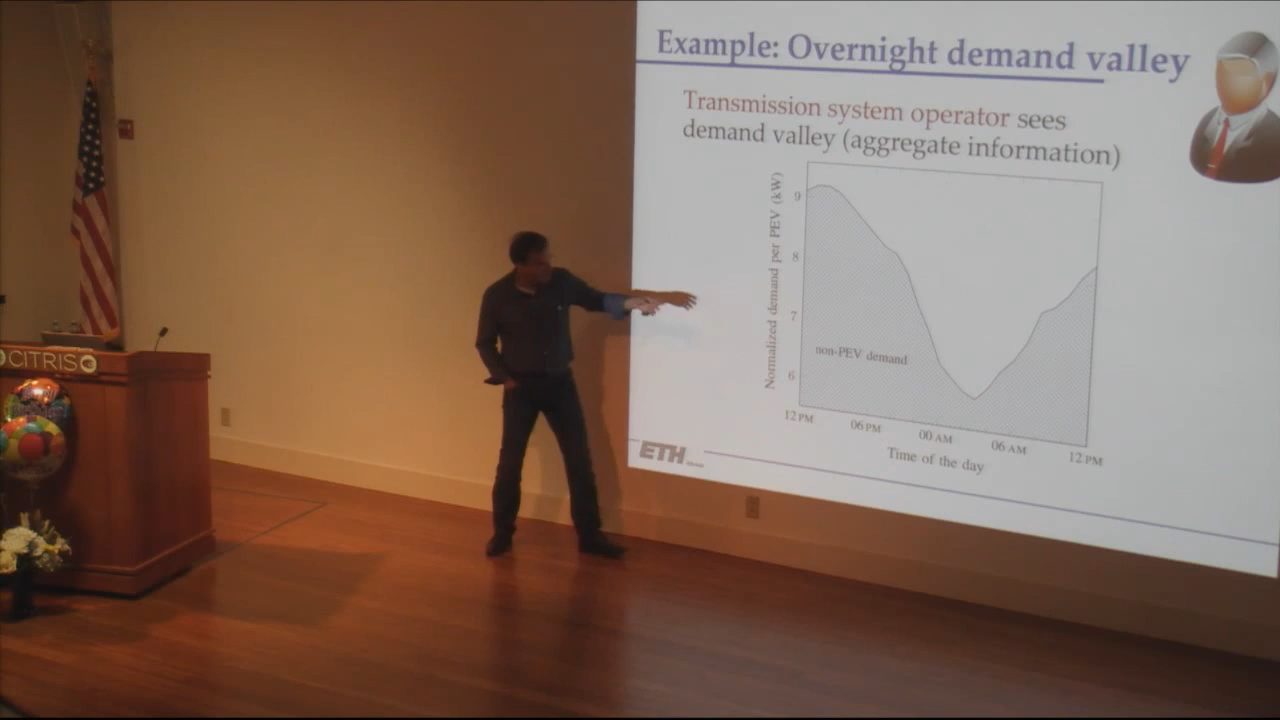 Example: Overnight demand valley
Transmission system operator sees
demand valley (aggregate information)
Normalized demand per PEV (kW)
9
8
7
6
non-PEV demand
12 PM
06 PM
00 AM
06 AM
12 PM
Time of the day
ETH
CITRIS